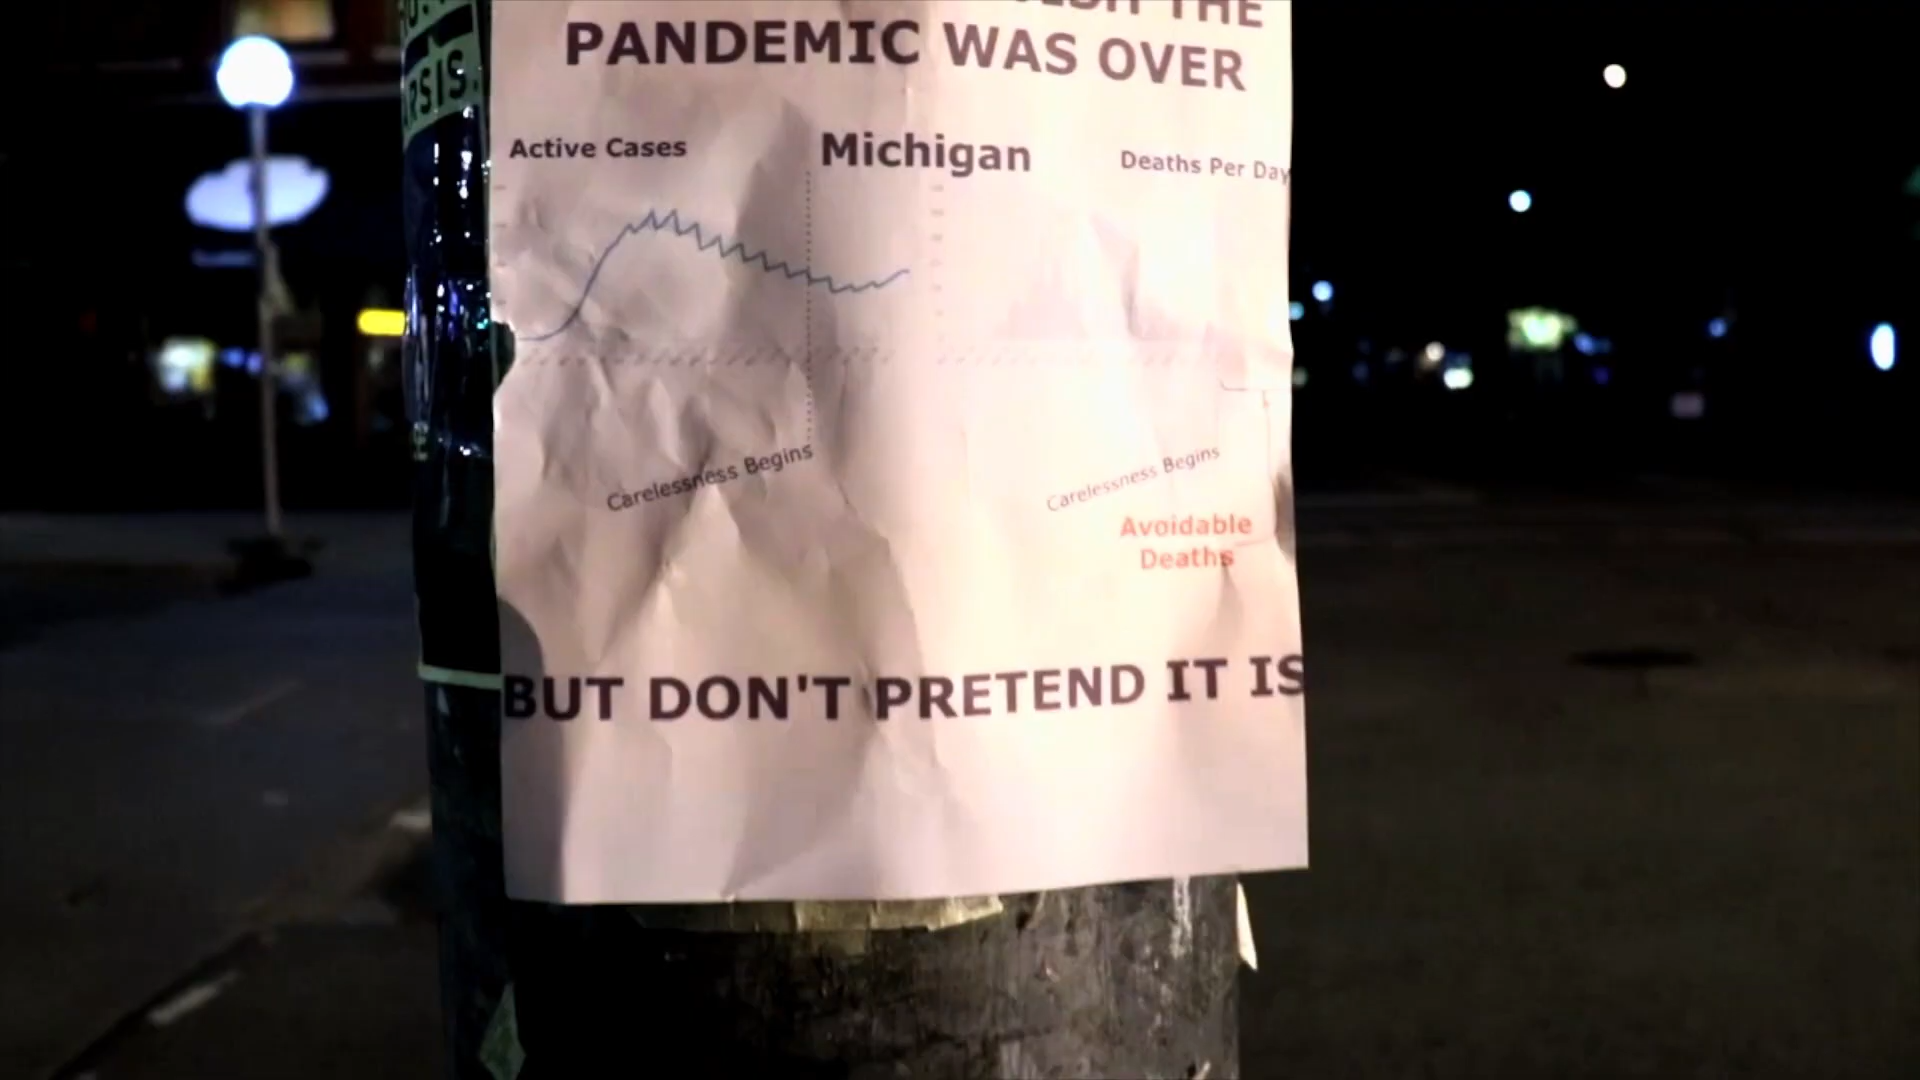 THE
PANDEMIC WAS OVER
Active Cases
Michigan
Deaths Per Day
Carelessness Begins
Carelessness Begins
Avoidable
Deaths
BUT DON'T PRETEND IT IS